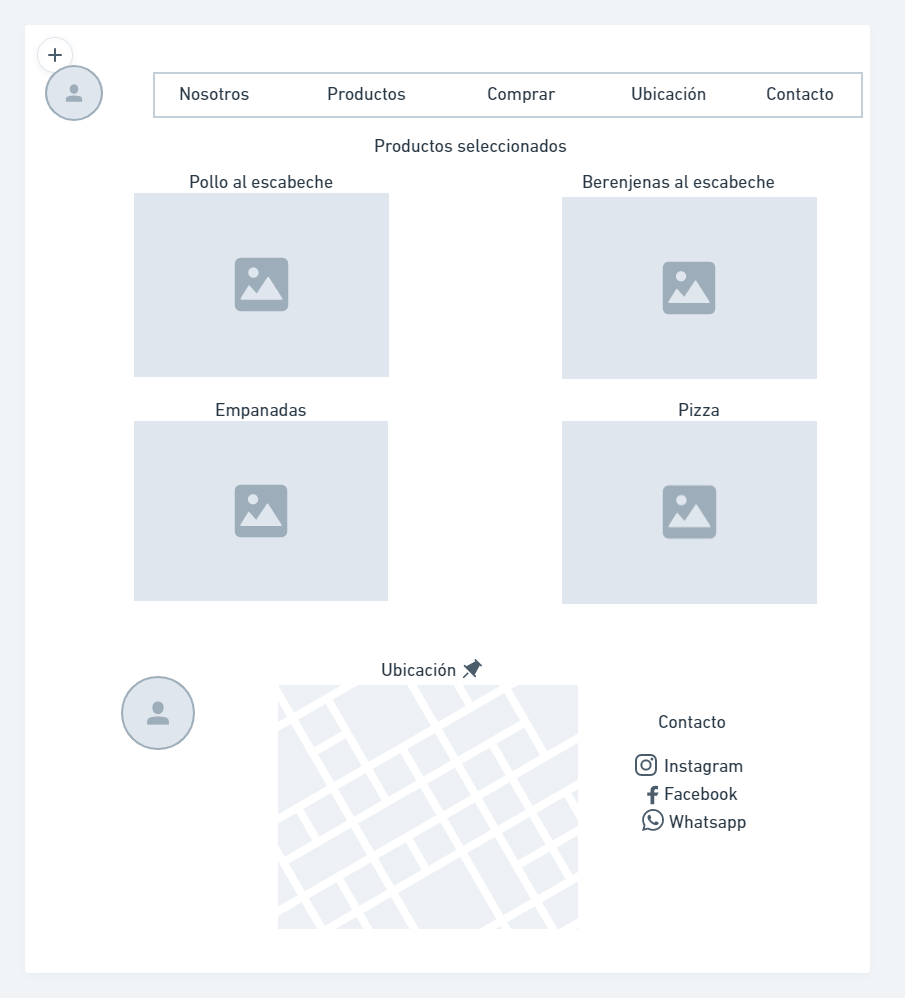 Nosotros
Productos
Comprar
Ubicación
Contacto
Productos seleccionados
Pollo al escabeche
Berenjenas al escabeche
Empanadas
Pizza
Ubicación
Contacto
Instagram
Facebook
Whatsapp